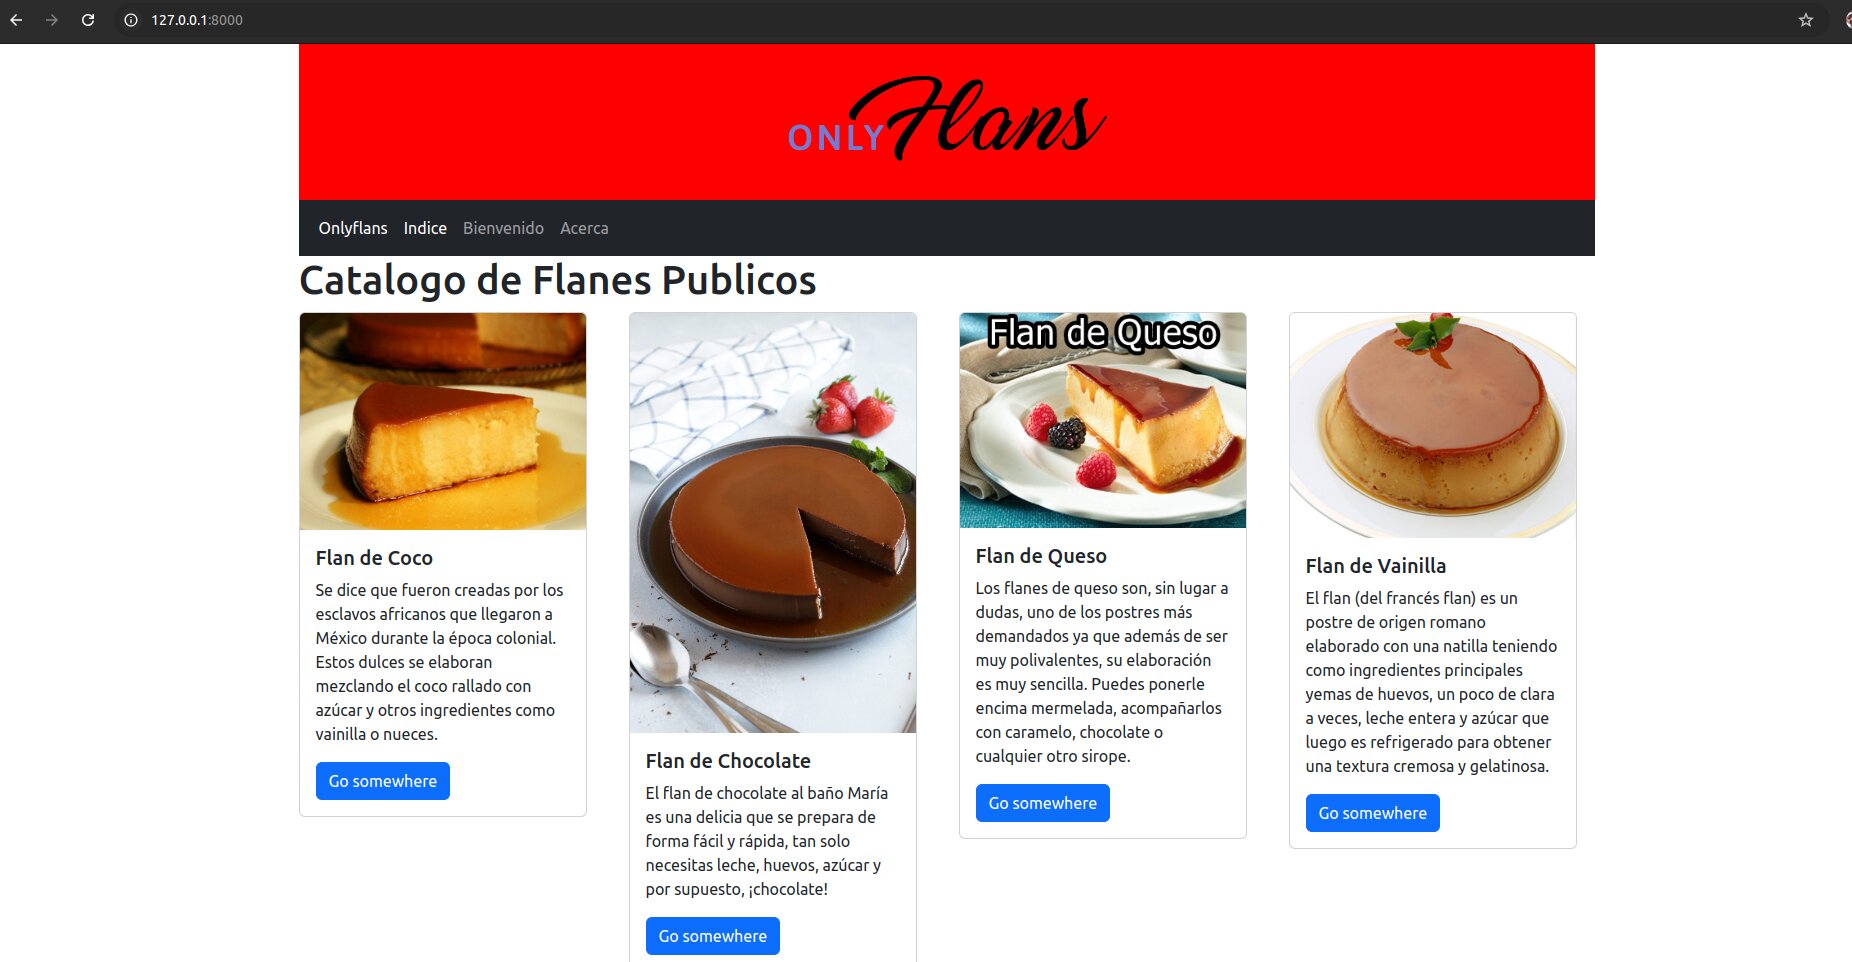 127.0.0.1:8000
ONLY Flans
Onlyflans Indice Bienvenido Acerca
Catalogo de Flanes Publicos
Flan de Coco
Se dice que fueron creadas por los
esclavos africanos que llegaron a
México durante la época colonial.
Estos dulces se elaboran
mezclando el coco rallado con
azúcar y otros ingredientes como
vainilla o nueces.
Go somewhere
Flan de Chocolate
El flan de chocolate al baño María
es una delicia que se prepara de
forma fácil y rápida, tan solo
necesitas leche, huevos, azúcar y
por supuesto, ¡chocolate!
Go somewhere
Flan de Queso
Flan de Queso
Los flanes de queso son, sin lugar a
dudas, uno de los postres más
demandados ya que además de ser
muy polivalentes, su elaboración
es muy sencilla. Puedes ponerle
encima mermelada, acompañarlos
con caramelo, chocolate o
cualquier otro sirope.
Go somewhere
Flan de Vainilla
El flan (del francés flan) es un
postre de origen romano
elaborado con una natilla teniendo
como ingredientes principales
yemas de huevos, un poco de clara
a veces, leche entera y azúcar que
luego es refrigerado para obtener
una textura cremosa y gelatinosa.
Go somewhere